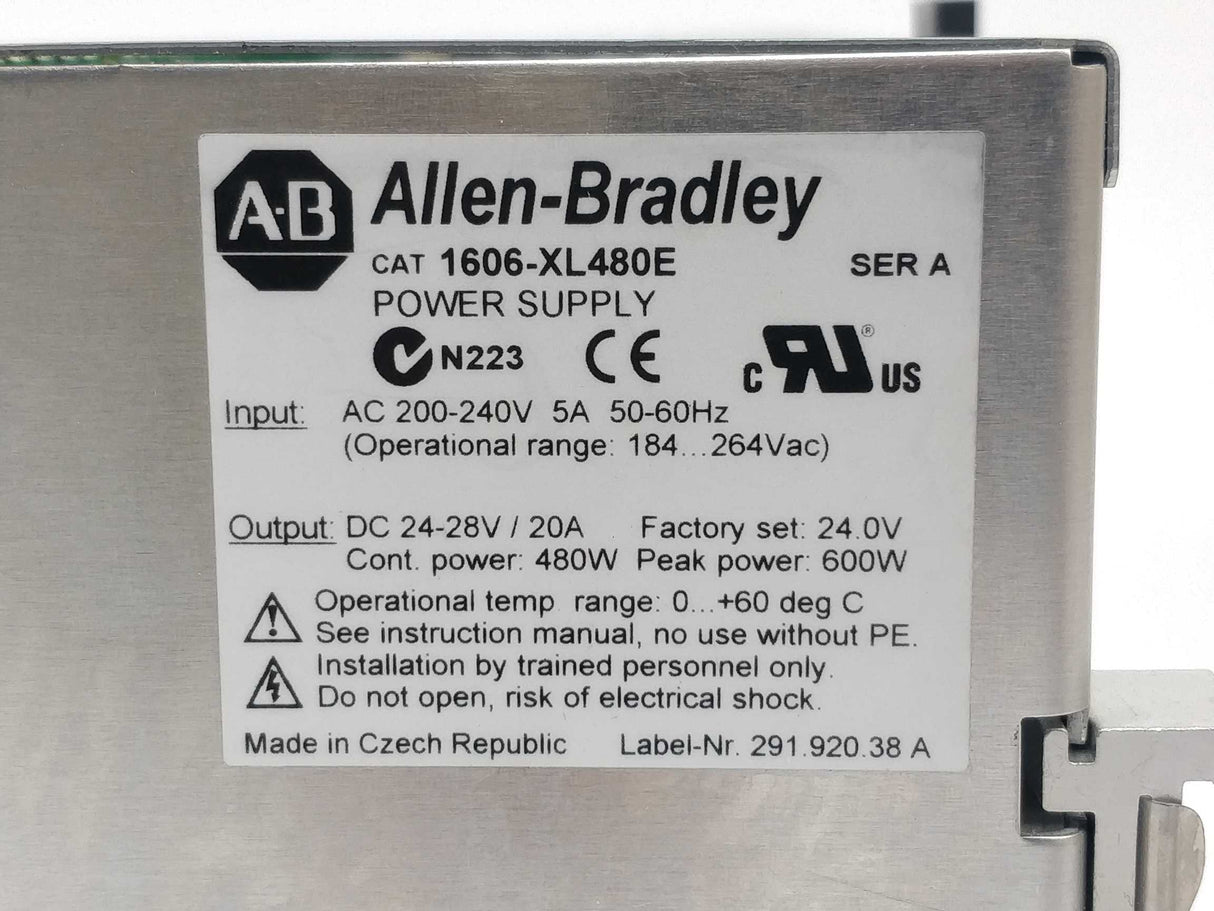 A·B Allen-Bradley
CAT 1606-XL480E SER A
POWER SUPPLY
N223 CE c RU ® US
Input: AC 200-240V 5A 50-60Hz
(Operational range: 184...264Vac)
Output: DC 24-28V / 20A Factory set: 24.0V
Cont. power: 480W Peak power: 600W
Operational temp range: 0...+60 deg C
See instruction manual, no use without PE.
Installation by trained personnel only.
Do not open, risk of electrical shock.
Made in Czech Republic Label-Nr. 291.920.38 A